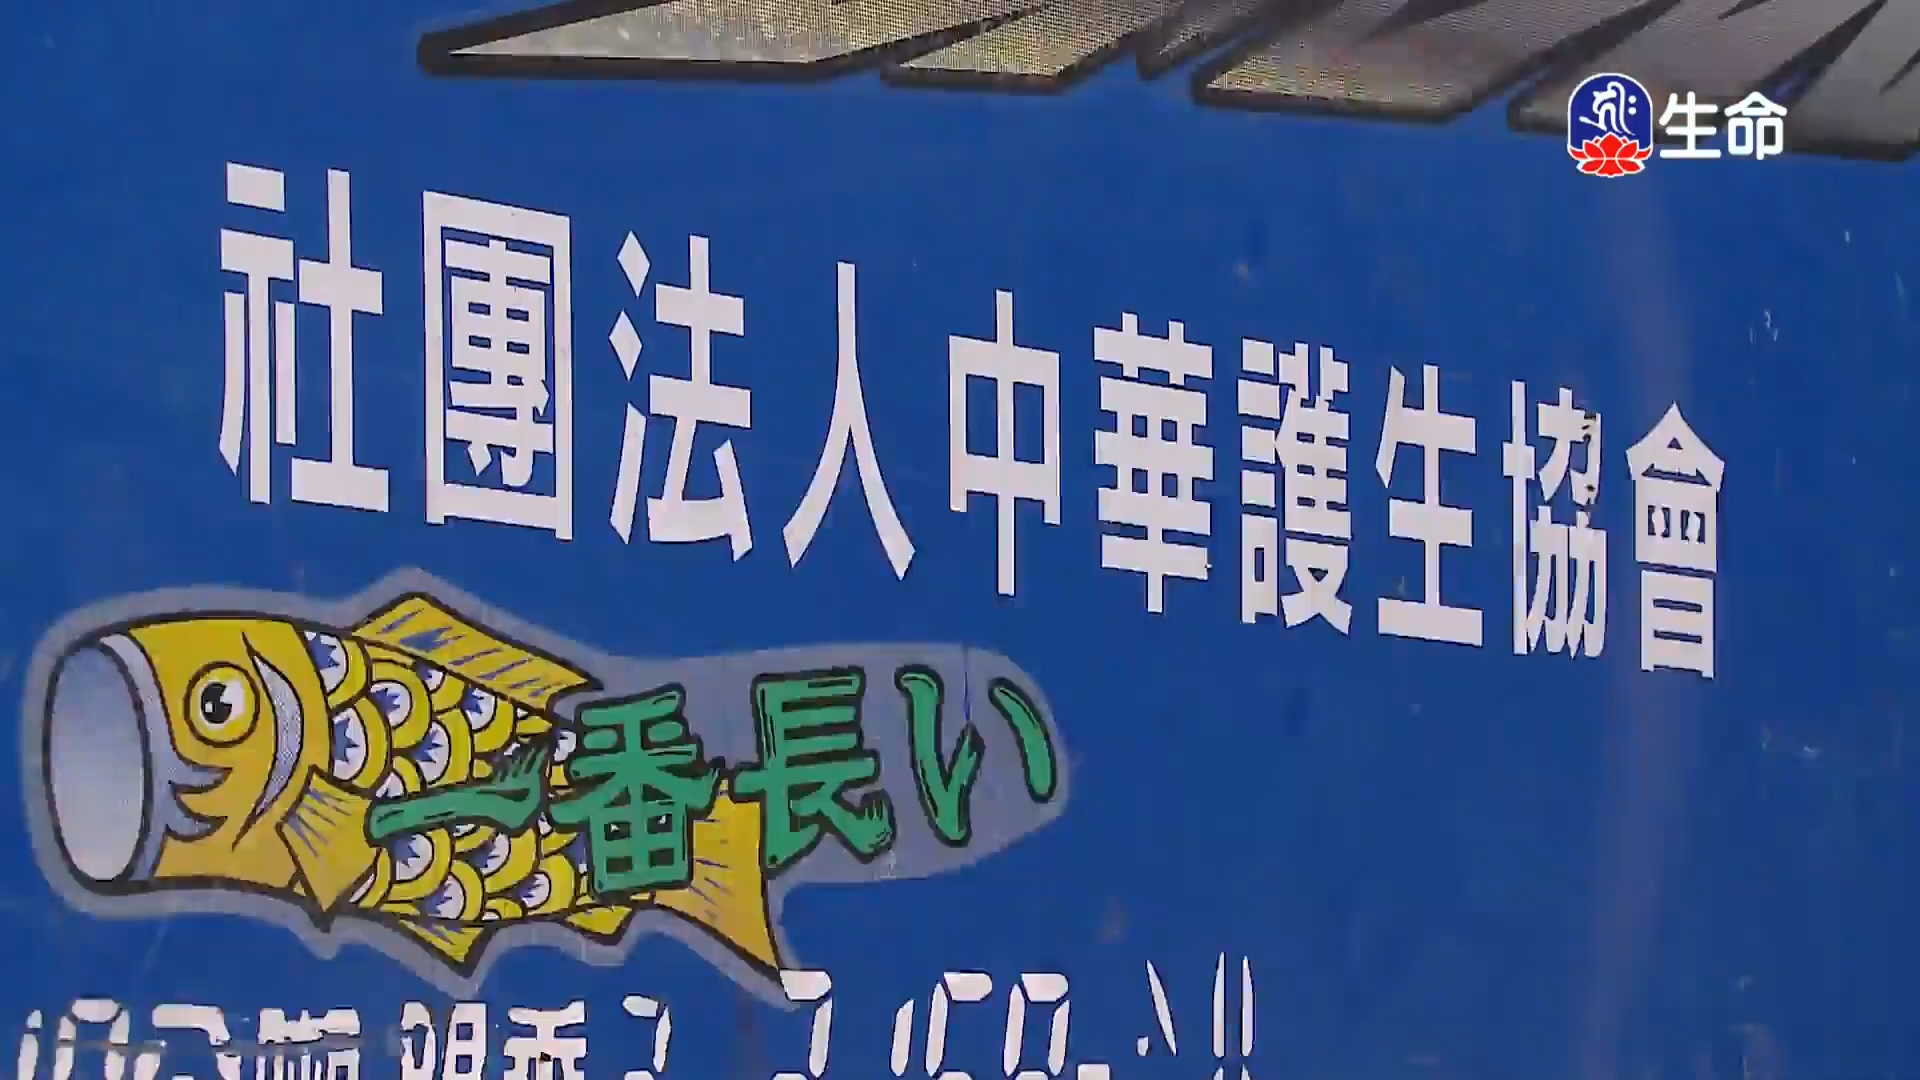 生命
社團法人中華護生協會
一番長い